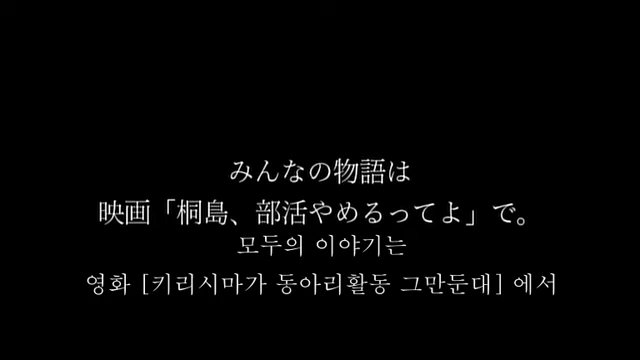 みんなの物語は
映画「桐島、部活やめるってよ」で。
모두의 이야기는
영화 [키리시마가 동아리활동 그만둔대] 에서